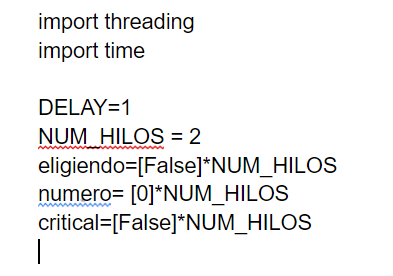 import threading
import time
DELAY=1
NUM_HILOS = 2
eligiendo=[False]*NUM_HILOS
numero= [0]*NUM_HILOS
critical=[False]*NUM_HILOS